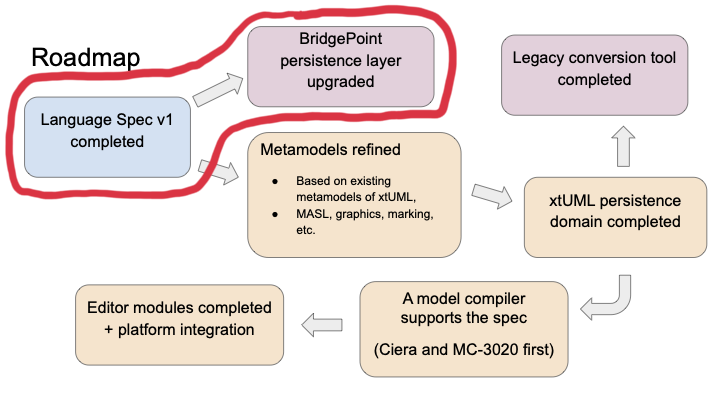 Roadmap
BridgePoint
persistence layer
upgraded
Language Spec v1
completed
Legacy conversion tool
completed
Metamodels refined
● Based on existing
metamodels of xtUML,
● MASL, graphics, marking,
etc.
xtUML persistence
domain completed
A model compiler
supports the spec
(Ciera and MC-3020 first)
Editor modules completed
+ platform integration